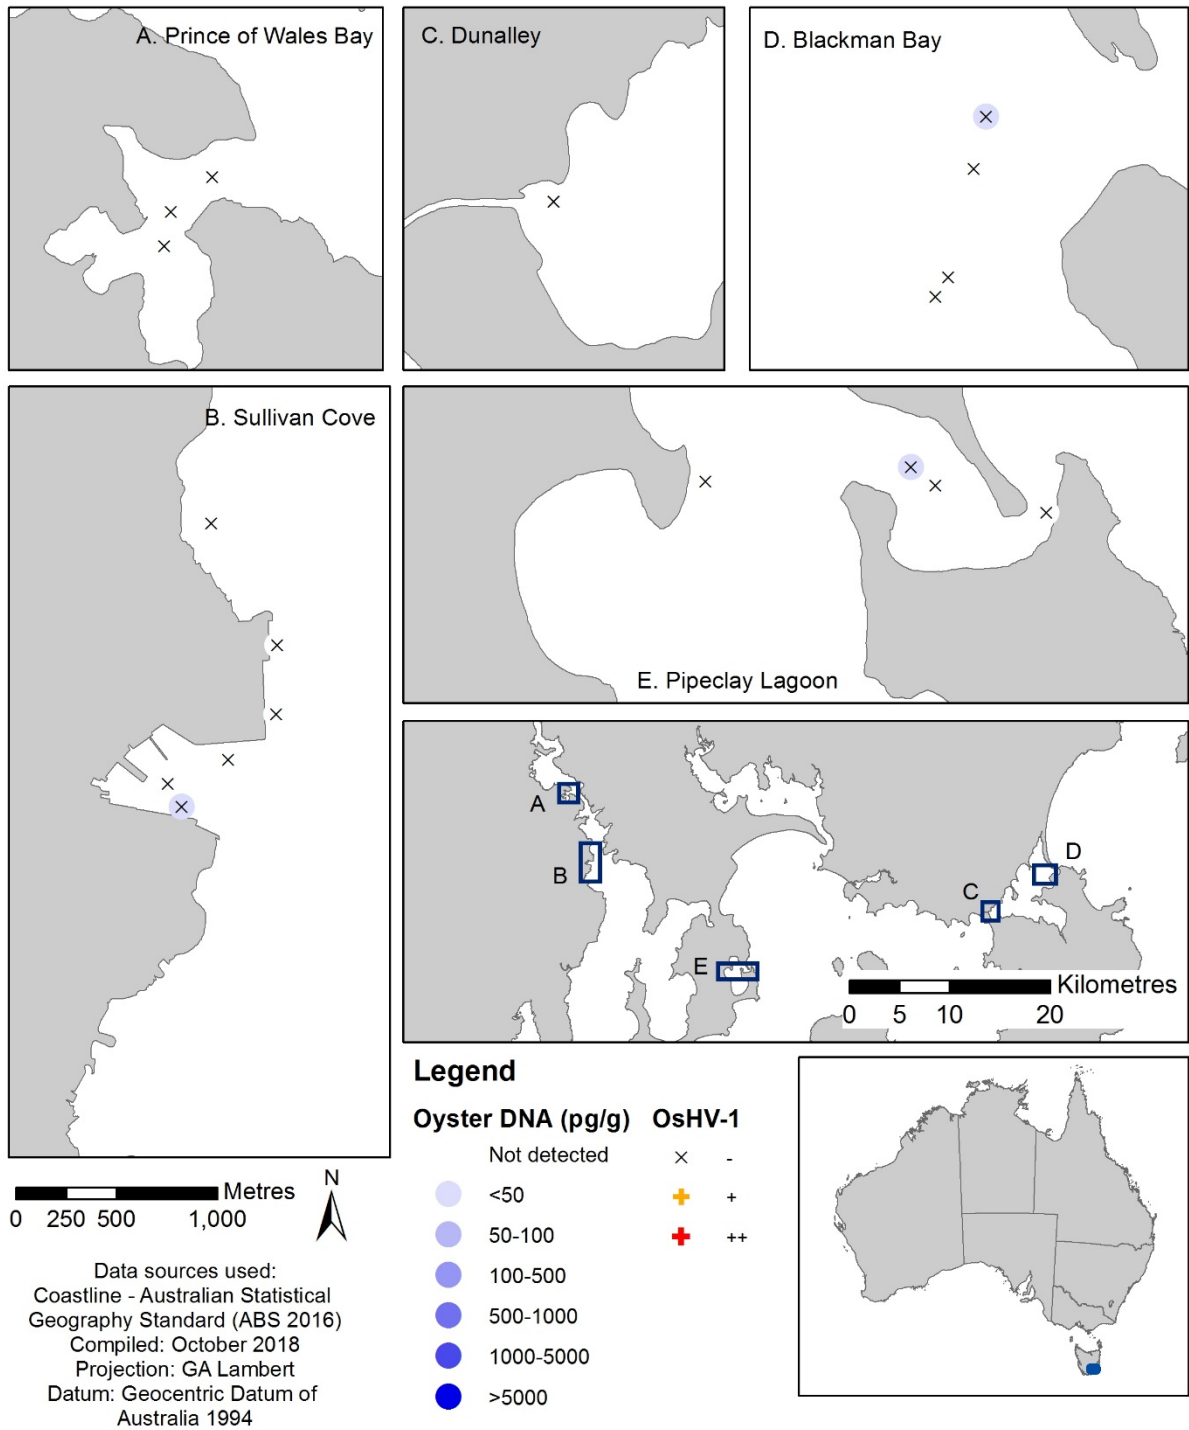 A. Prince of Wales Bay
C. Dunalley
D. Blackman Bay
B. Sullivan Cove
E. Pipeclay Lagoon
A
B
C
D
E
Kilometres
0 5 10 20
Legend
Oyster DNA (pg/g) OsHV-1
Not detected -
<50 +
50-100 ++
100-500
500-1000
1000-5000
>5000
Metres
0 250 500 1,000
N
Data sources used:
Coastline - Australian Statistical
Geography Standard (ABS 2016)
Compiled: October 2018
Projection: GA Lambert
Datum: Geocentric Datum of
Australia 1994